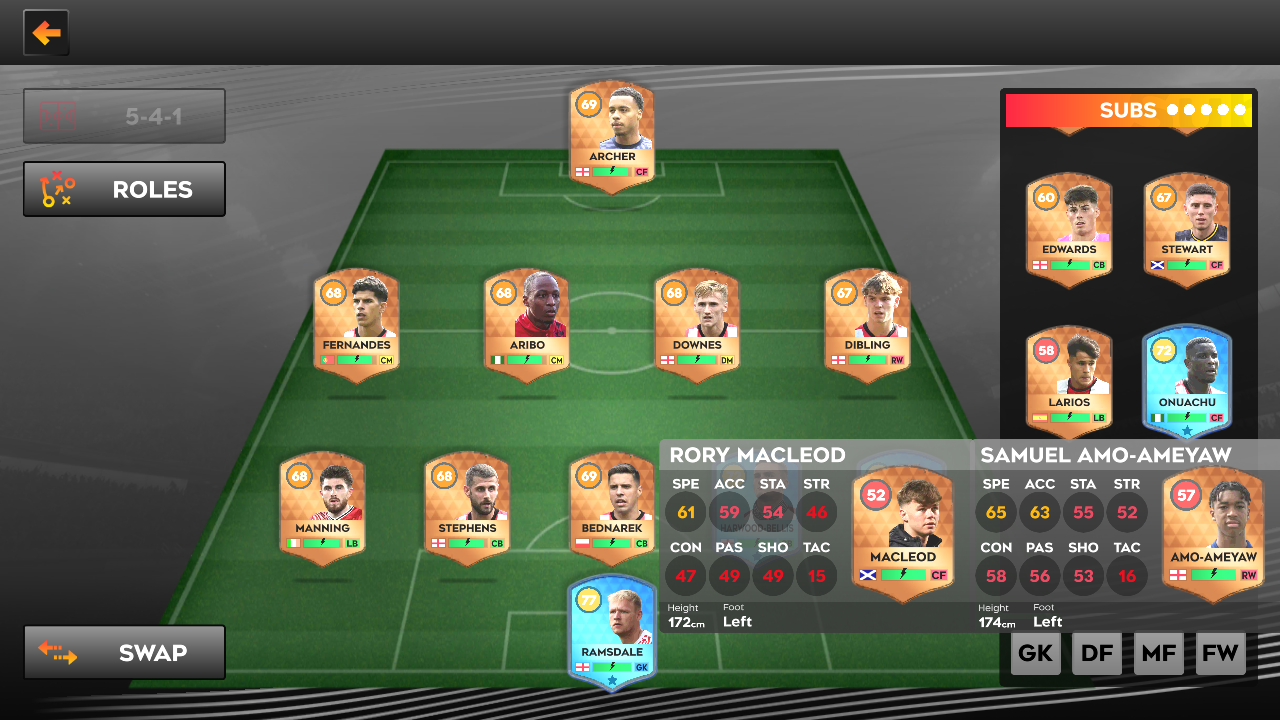 5-4-1
ROLES
SWAP
69
ARCHER
CF
68
FERNANDES
CM
68
ARIBO
CM
68
DOWNES
DM
67
DIBLING
RW
68
MANNING
LB
68
STEPHENS
CB
69
BEDNAREK
CB
HARWOOD-BELLIS
77
RAMSDALE
GK
SUBS
60
EDWARDS
CB
67
STEWART
CF
58
LARIOS
LB
72
ONUACHU
CF
RORY MACLEOD
SPE ACC STA STR
61 59 54 46
CON PAS SHO TAC
47 49 49 15
Height Foot
172cm Left
52
MACLEOD
CF
SAMUEL AMO-AMEYAW
SPE ACC STA STR
65 63 55 52
CON PAS SHO TAC
58 56 53 16
Height Foot
174cm Left
57
AMO-AMEYAW
RW
GK DF MF FW